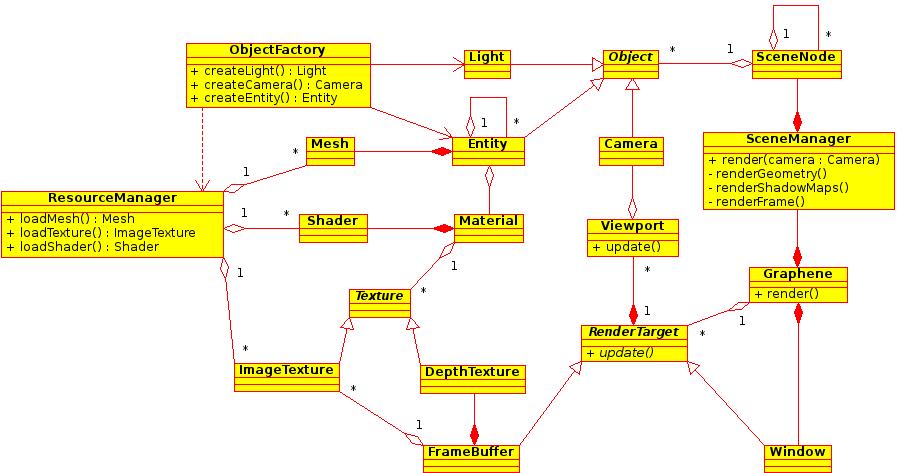 1
*
ObjectFactory
+ createLight() : Light
+ createCamera() : Camera
+ createEntity() : Entity
Light
Object
*
1
SceneNode
1
*
Mesh
*
1
Entity
Camera
SceneManager
+ render(camera : Camera)
- renderGeometry()
- renderShadowMaps()
- renderFrame()
ResourceManager
+ loadMesh() : Mesh
+ loadTexture() : ImageTexture
+ loadShader() : Shader
1
1
*
Shader
Material
Viewport
+ update()
1
1
*
*
1
Graphene
+ render()
Texture
RenderTarget
+ update()
1
*
*
ImageTexture
DepthTexture
*
1
FrameBuffer
Window